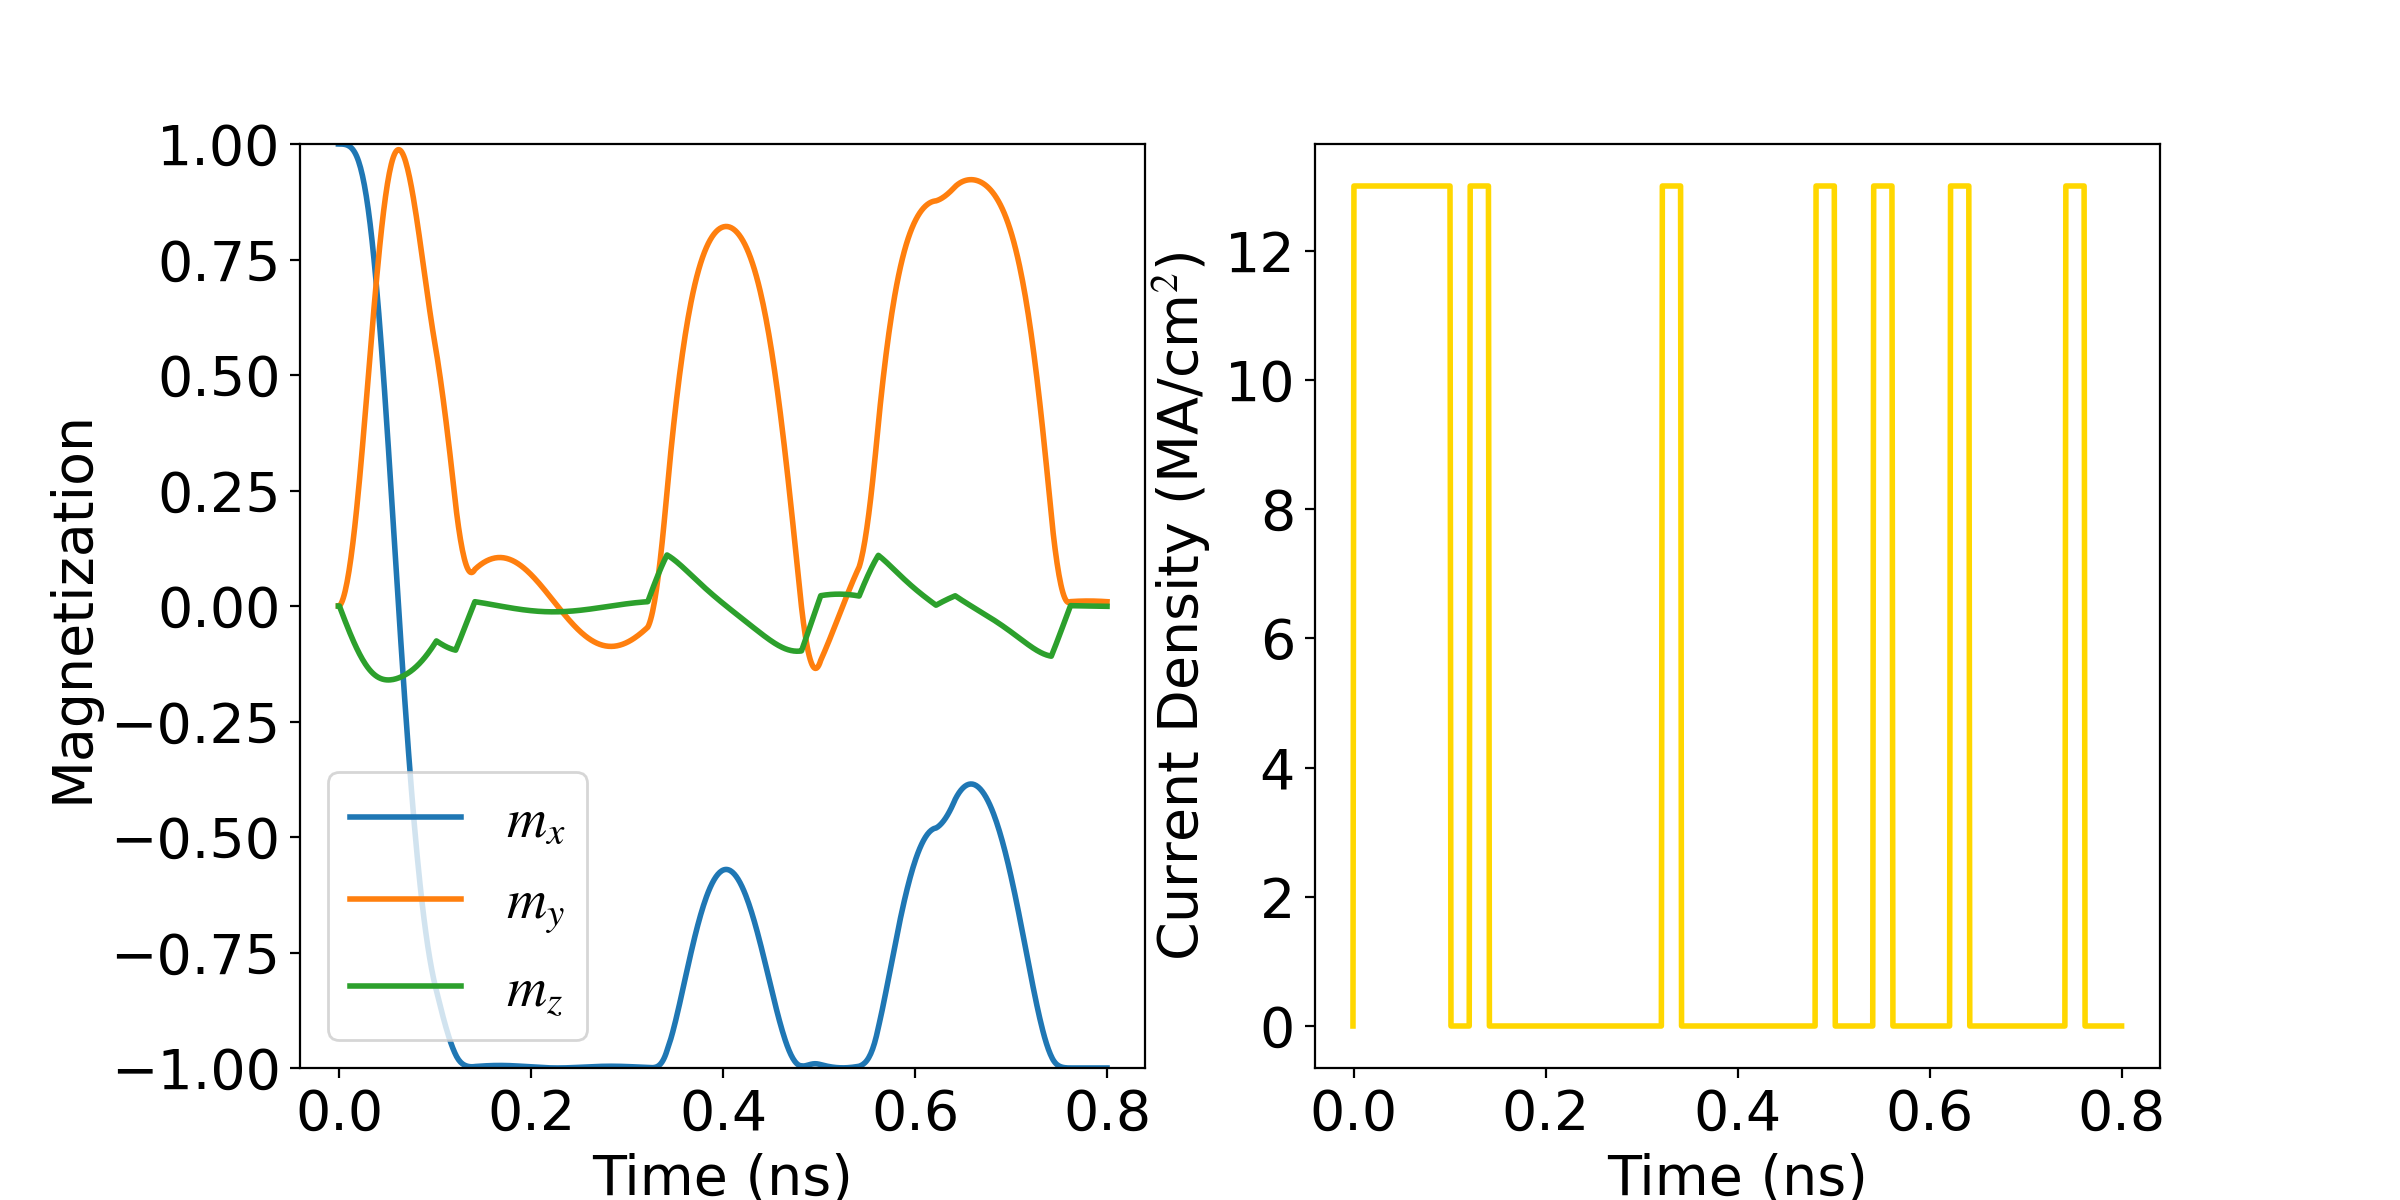 1.00
0.75
0.50
0.25
0.00
−0.25
−0.50
−0.75
−1.00
Magnetization
m_x
m_y
m_z
0.0 0.2 0.4 0.6 0.8
Time (ns)
12
10
8
6
4
2
0
Current Density (MA/cm²)
0.0 0.2 0.4 0.6 0.8
Time (ns)